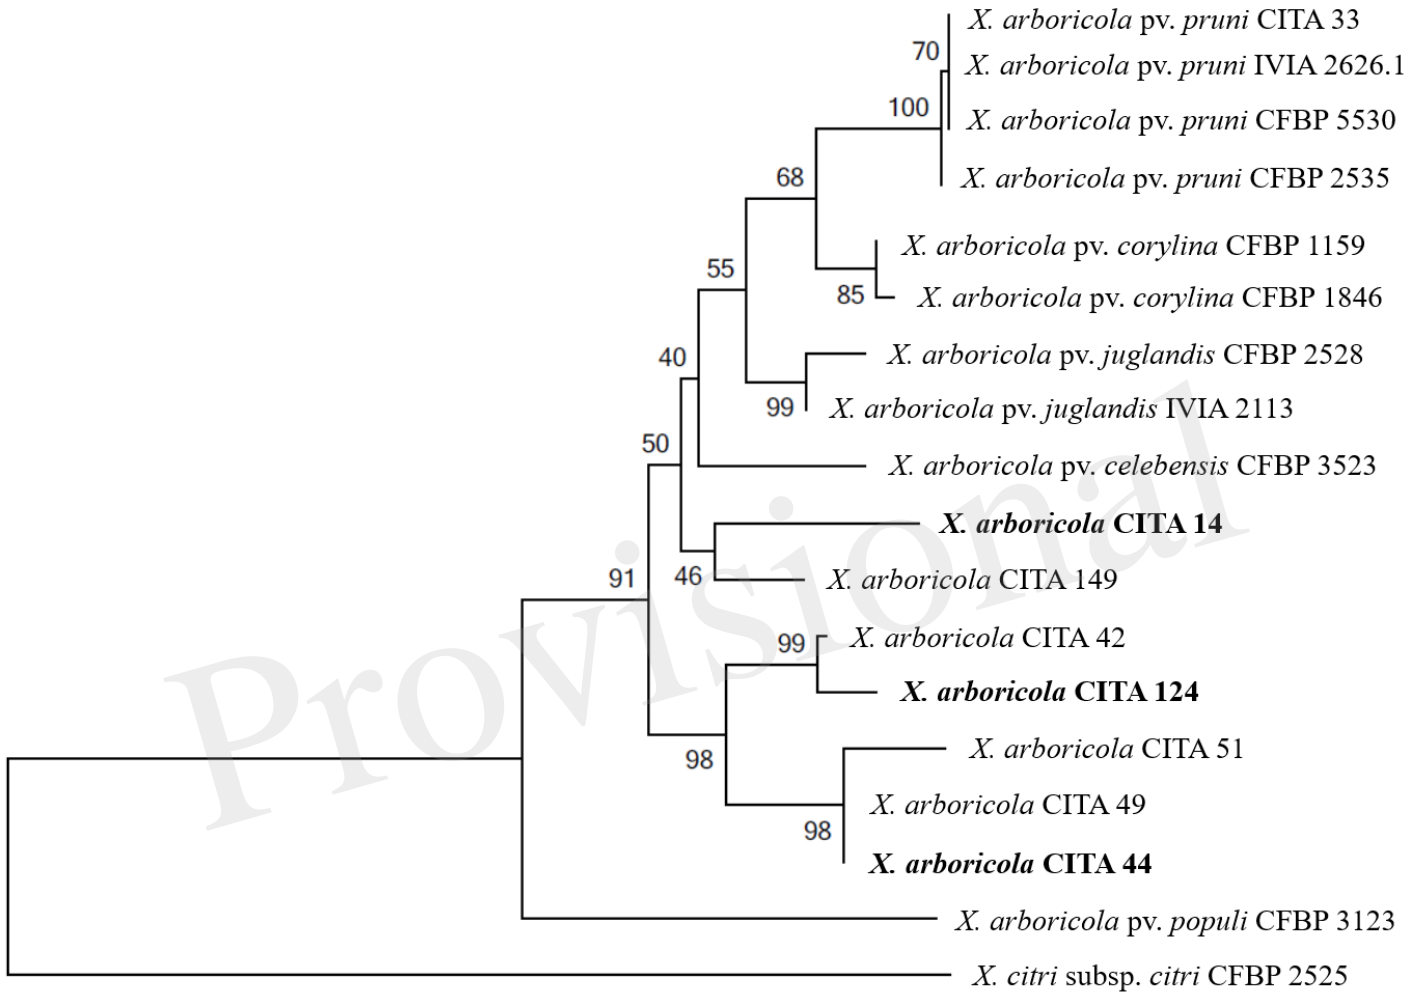 X. arboricola pv. pruni CITA 33
70
X. arboricola pv. pruni IVIA 2626.1
100
X. arboricola pv. pruni CFBP 5530
68
X. arboricola pv. pruni CFBP 2535
X. arboricola pv. corylina CFBP 1159
55
85
X. arboricola pv. corylina CFBP 1846
40
X. arboricola pv. juglandis CFBP 2528
99
X. arboricola pv. juglandis IVIA 2113
50
X. arboricola pv. celebensis CFBP 3523
X. arboricola CITA 14
91
46
X. arboricola CITA 149
99
X. arboricola CITA 42
X. arboricola CITA 124
98
X. arboricola CITA 51
X. arboricola CITA 49
98
X. arboricola CITA 44
X. arboricola pv. populi CFBP 3123
X. citri subsp. citri CFBP 2525
Provisional